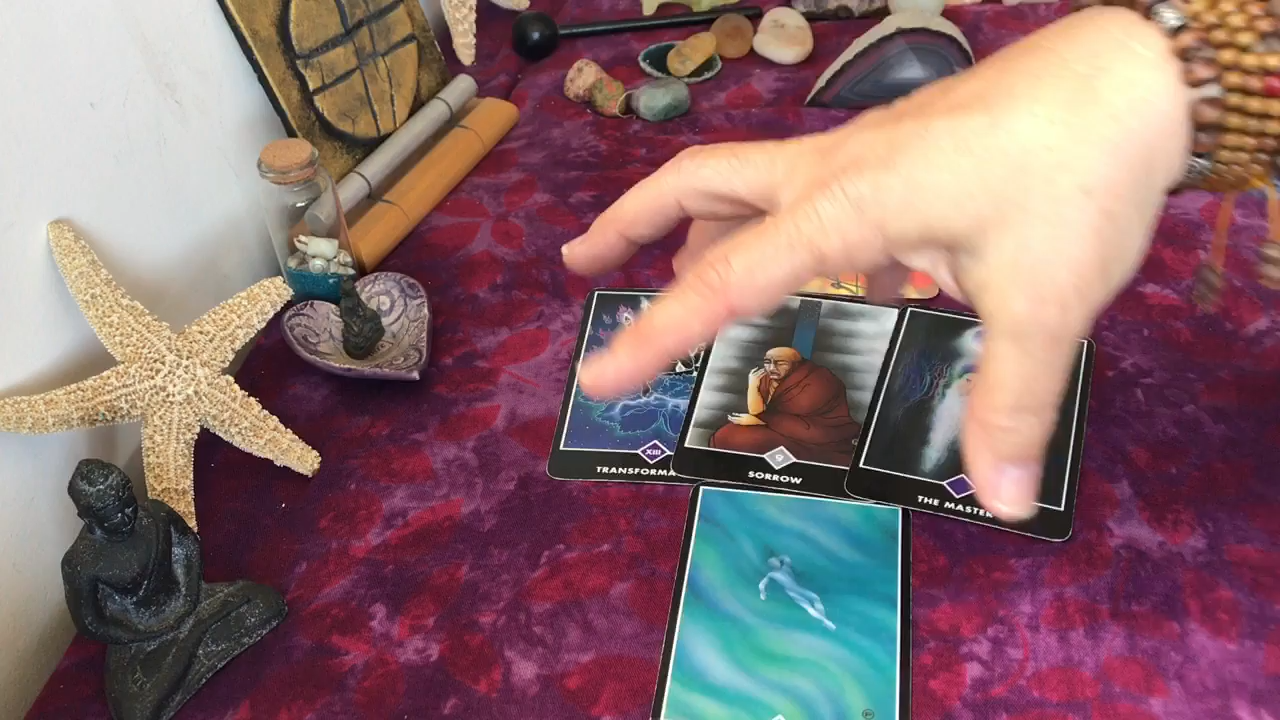 XIII
TRANSFORMA
9
SORROW
THE MASTER